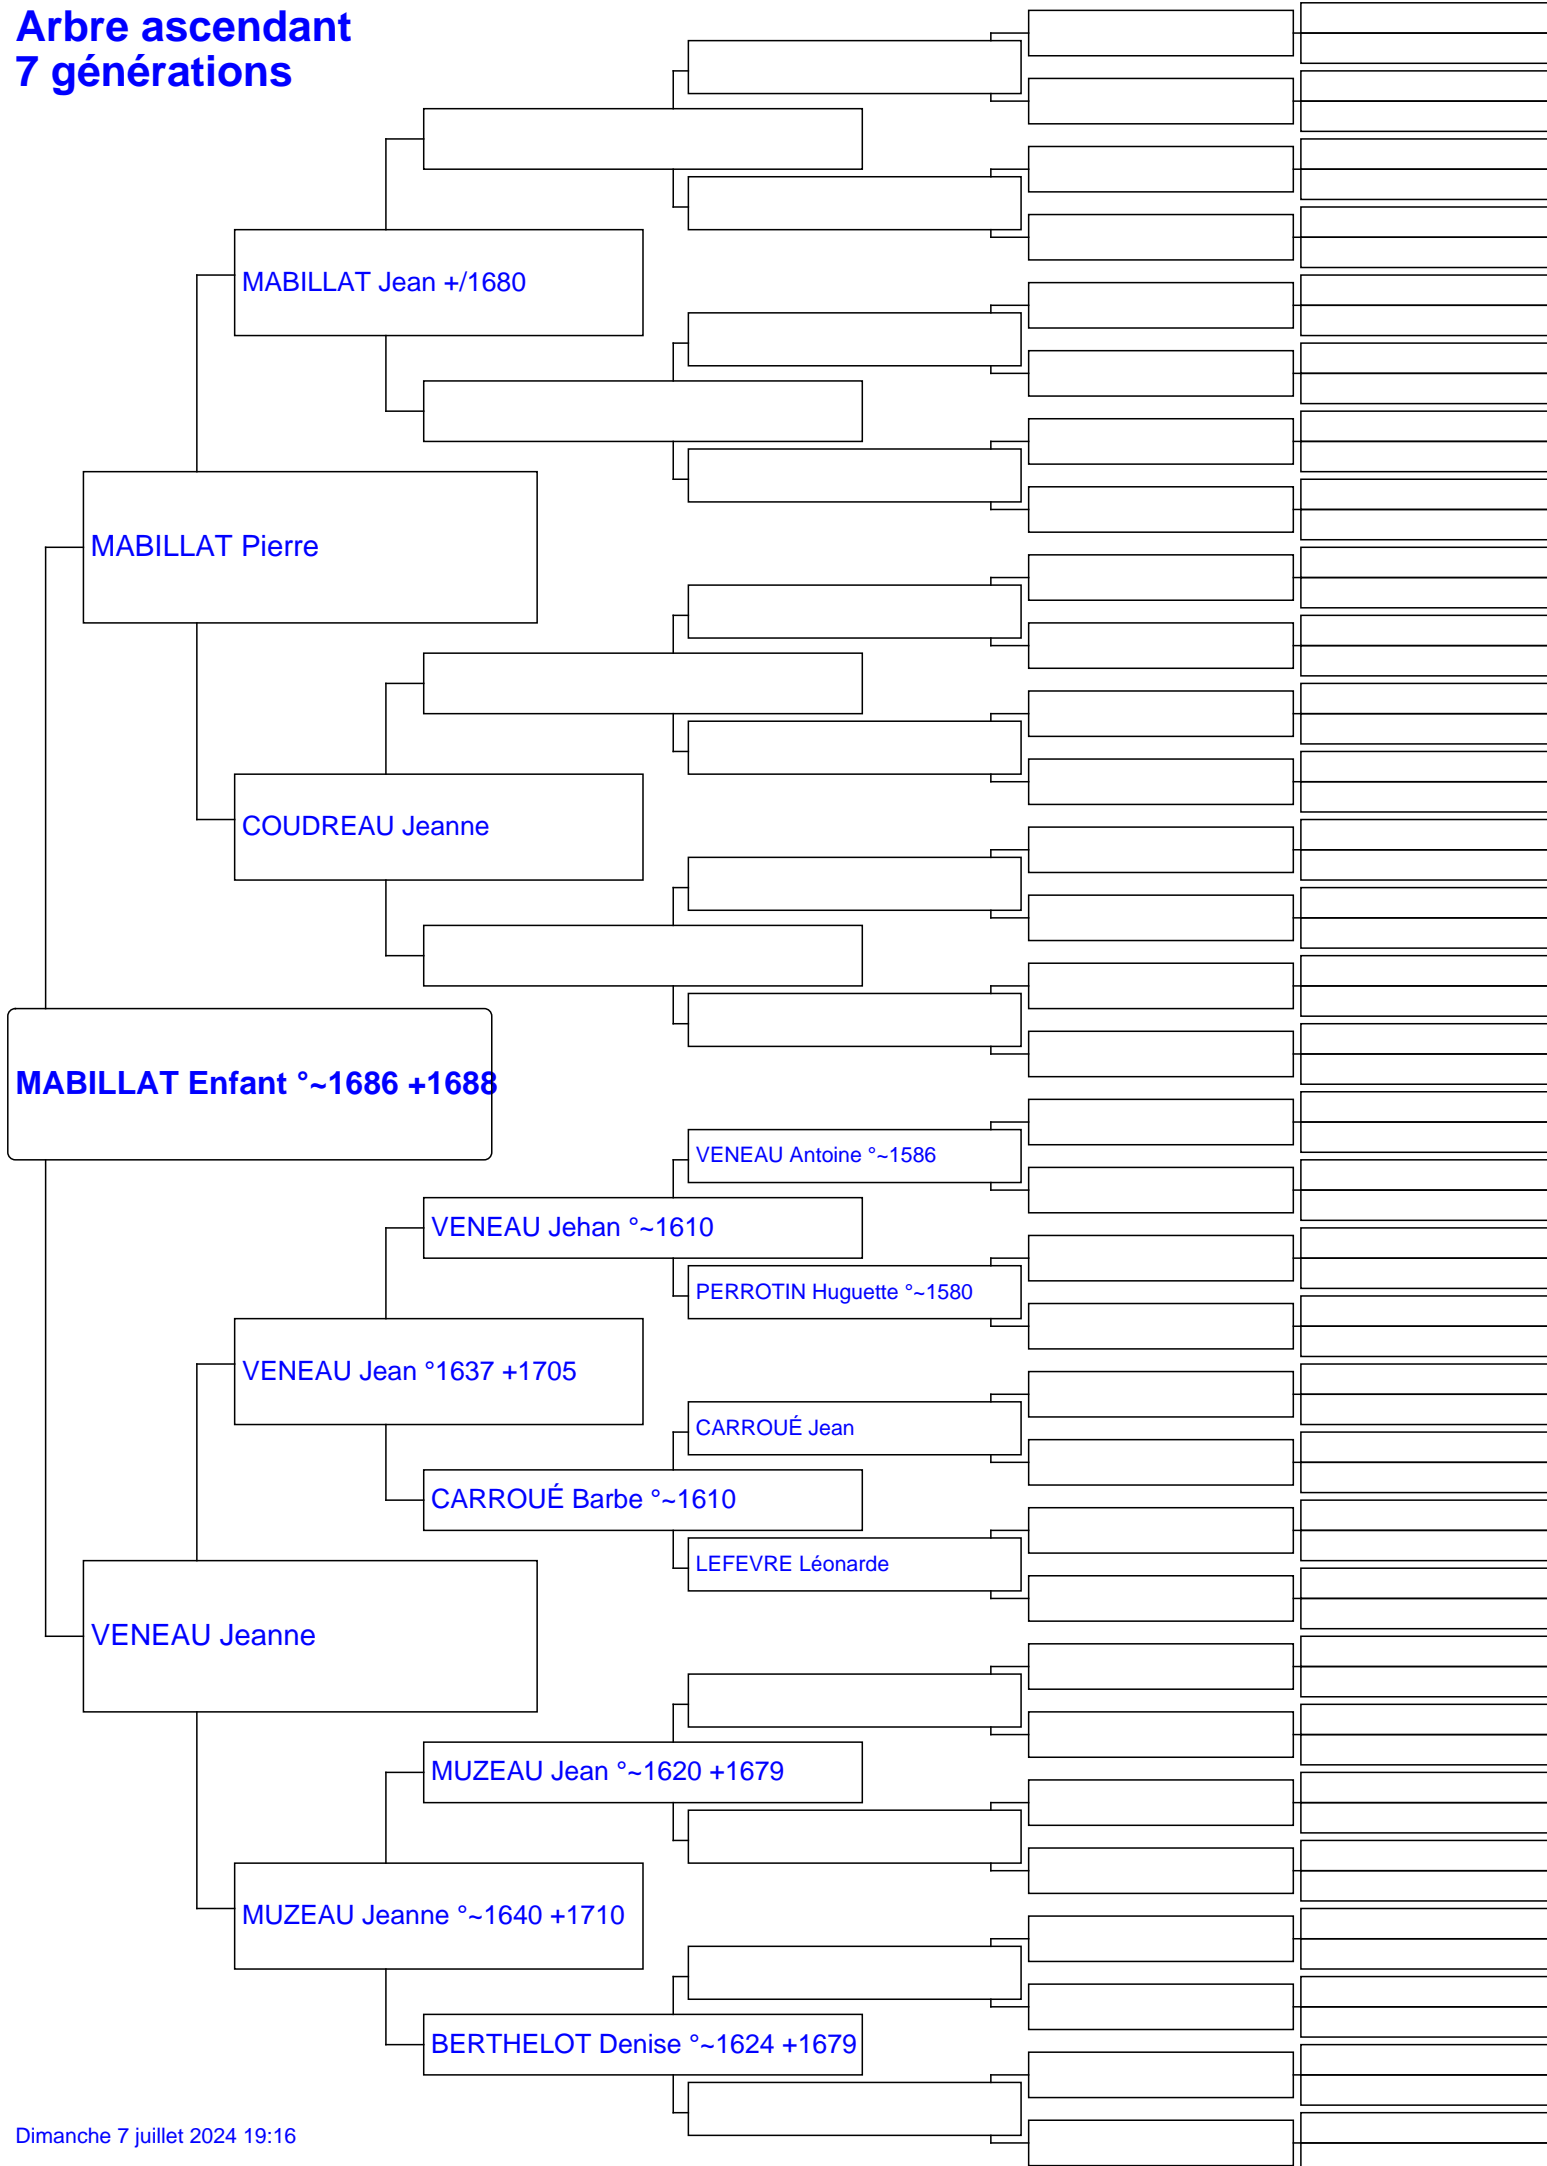 Arbre ascendant
7 générations
MABILLAT Jean +/1680
MABILLAT Pierre
COUDREAU Jeanne
MABILLAT Enfant °~1686 +1688
VENEAU Antoine °~1586
VENEAU Jehan °~1610
PERROTIN Huguette °~1580
VENEAU Jean °1637 +1705
CARROUÉ Jean
CARROUÉ Barbe °~1610
LEFEVRE Léonarde
VENEAU Jeanne
MUZEAU Jean °~1620 +1679
MUZEAU Jeanne °~1640 +1710
BERTHELOT Denise °~1624 +1679
Dimanche 7 juillet 2024 19:16